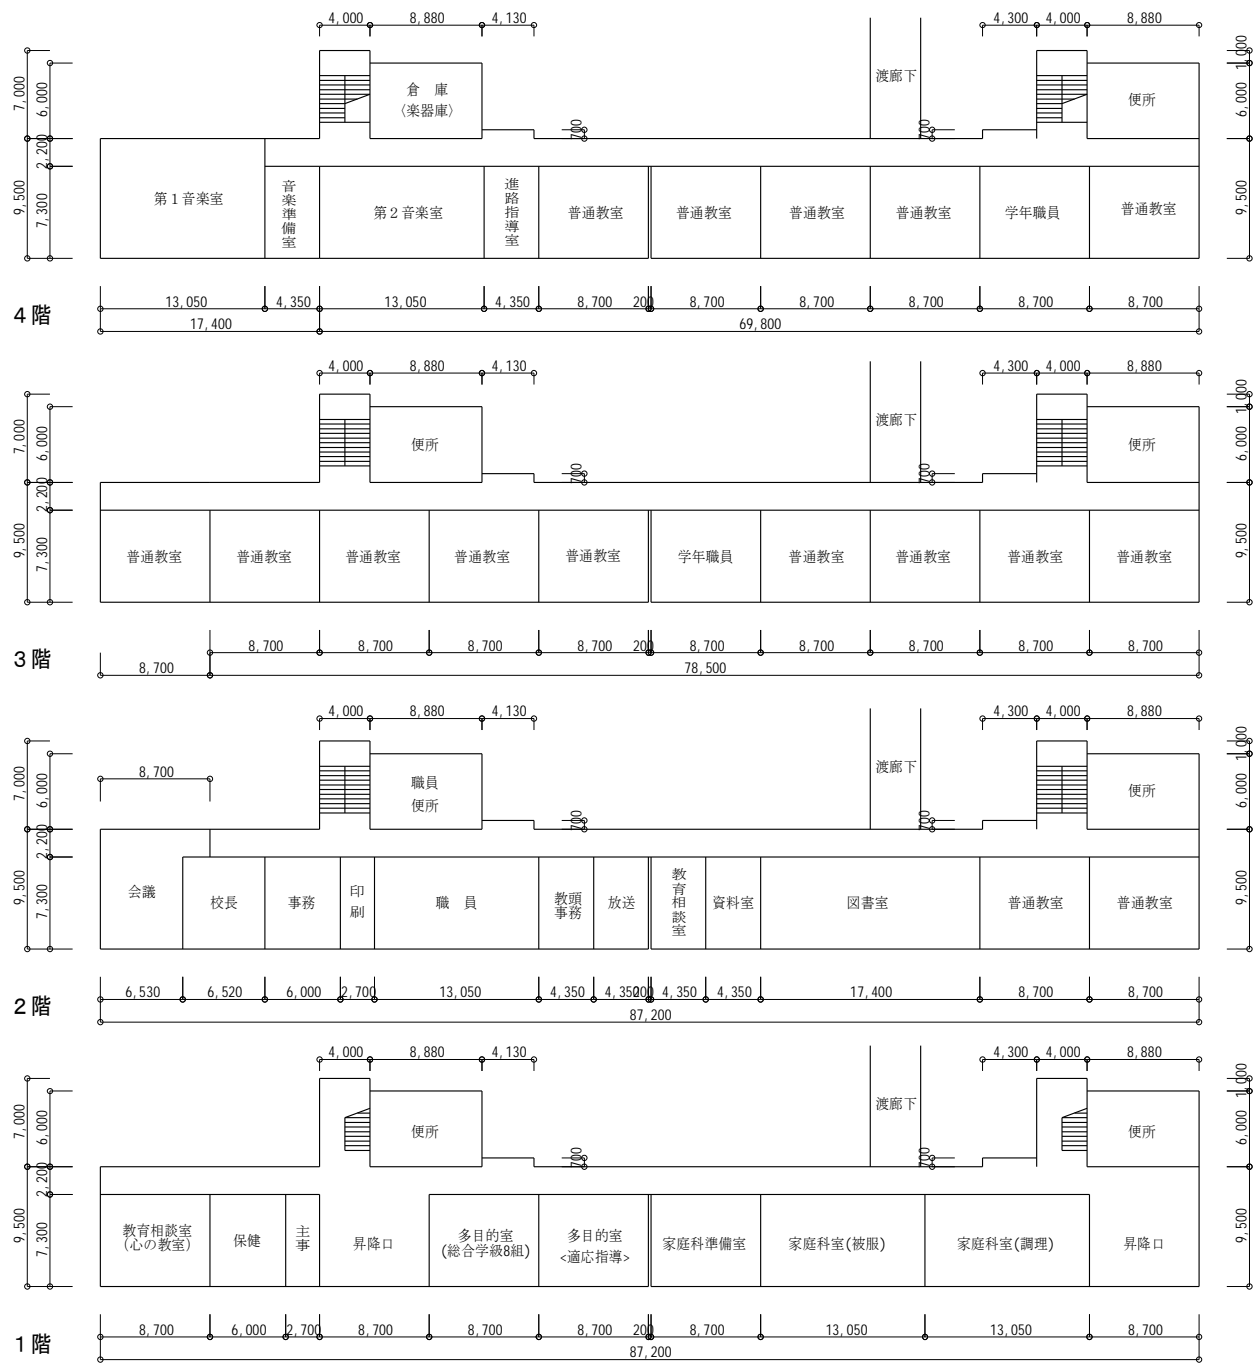 4,000 8,880 4,130 4,300 4,000 8,880
7,000 6,000 倉 庫 〈楽器庫〉 渡廊下 便所 1,000 6,000
700 700
9,500 2,200 7,300 第1音楽室 音楽準備室 第2音楽室 進路指導室 普通教室 普通教室 普通教室 普通教室 学年職員 普通教室 9,500
13,050 4,350 13,050 4,350 8,700 200 8,700 8,700 8,700 8,700 8,700
4階
17,400 69,800
4,000 8,880 4,130 4,300 4,000 8,880
7,000 6,000 便所 渡廊下 便所 1,000 6,000
700 700
9,500 2,200 7,300 普通教室 普通教室 普通教室 普通教室 普通教室 学年職員 普通教室 普通教室 普通教室 普通教室 9,500
8,700 8,700 8,700 8,700 200 8,700 8,700 8,700 8,700 8,700
3階
8,700 78,500
4,000 8,880 4,130 4,300 4,000 8,880
7,000 6,000 8,700 職員 便所 渡廊下 便所 1,000 6,000
700 700
9,500 2,200 7,300 会議 校長 事務 印刷 職 員 教頭事務 放送 教育相談室 資料室 図書室 普通教室 普通教室 9,500
6,530 6,520 6,000 2,700 13,050 4,350 4,350 200 4,350 4,350 17,400 8,700 8,700
2階
87,200
4,000 8,880 4,130 4,300 4,000 8,880
7,000 6,000 便所 渡廊下 便所 1,000 6,000
700 700
9,500 2,200 7,300 教育相談室 (心の教室) 保健 主事 昇降口 多目的室 (総合学級8組) 多目的室 <適応指導> 家庭科準備室 家庭科室(被服) 家庭科室(調理) 昇降口 9,500
8,700 6,000 2,700 8,700 8,700 8,700 200 8,700 13,050 13,050 8,700
1階
87,200